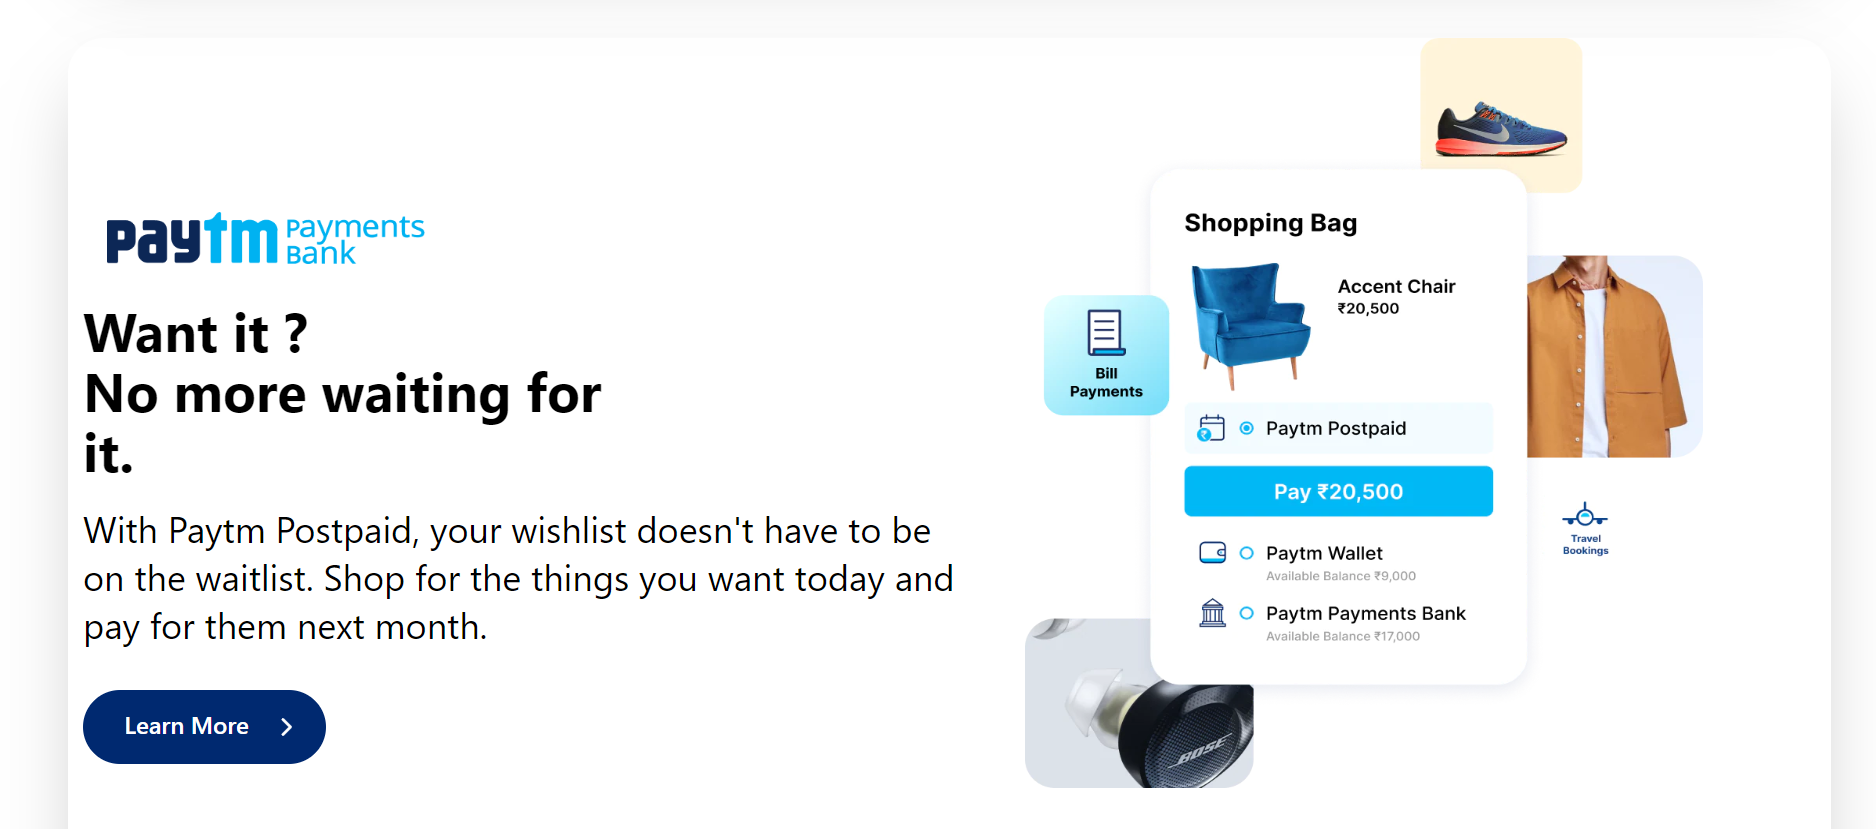 paytm Payments
Bank
Want it ?
No more waiting for
it.
With Paytm Postpaid, your wishlist doesn't have to be
on the waitlist. Shop for the things you want today and
pay for them next month.
Learn More
Shopping Bag
Accent Chair
₹20,500
Bill
Payments
₹
Paytm Postpaid
Pay ₹20,500
Paytm Wallet
Available Balance ₹9,000
Paytm Payments Bank
Available Balance ₹17,000
Travel
Bookings
BOSE